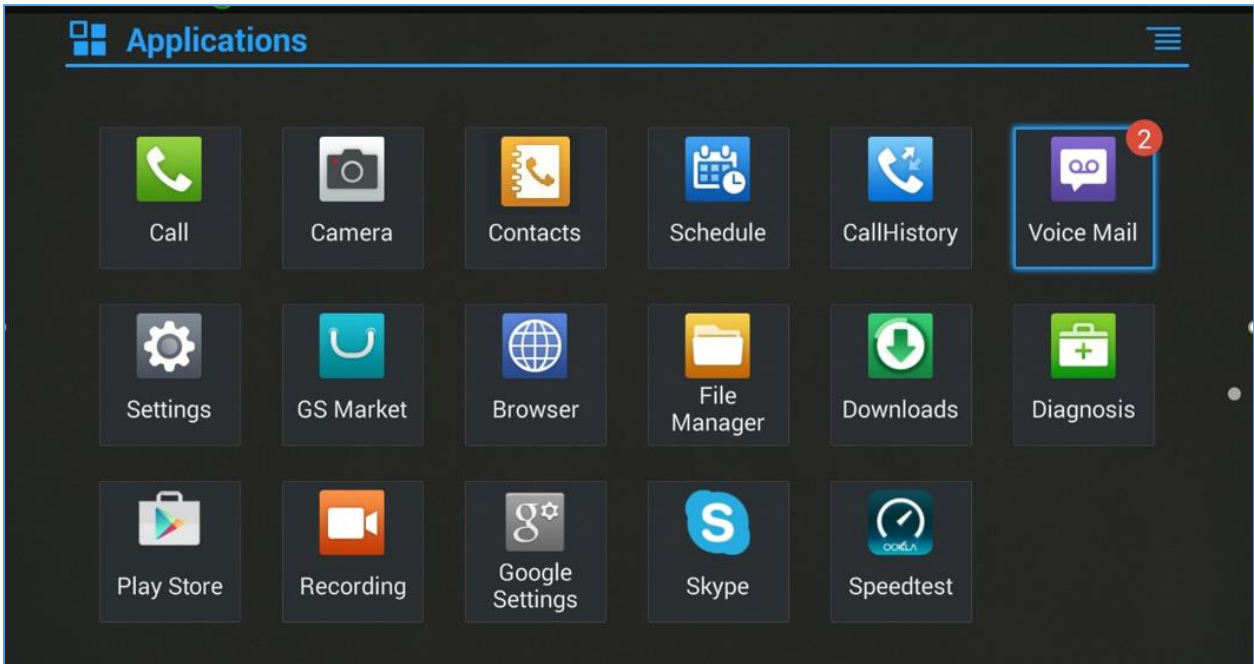 Applications
2
Call
Camera
Contacts
Schedule
CallHistory
Voice Mail
Settings
GS Market
Browser
File
Manager
Downloads
Diagnosis
Play Store
Recording
g
Google
Settings
S
Skype
OOKLA
Speedtest